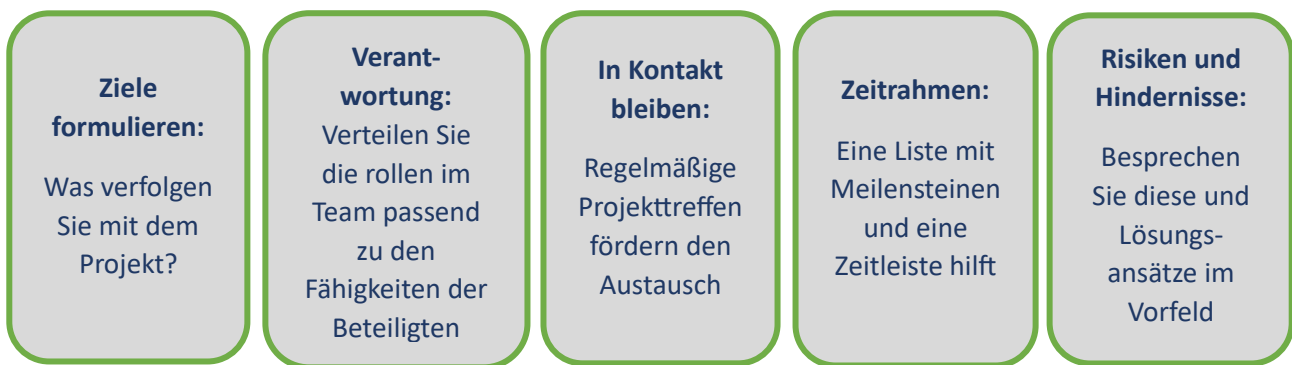 Ziele
formulieren:
Was verfolgen
Sie mit dem
Projekt?
Verant-
wortung:
Verteilen Sie
die rollen im
Team passend
zu den
Fähigkeiten der
Beteiligten
In Kontakt
bleiben:
Regelmäßige
Projekttreffen
fördern den
Austausch
Zeitrahmen:
Eine Liste mit
Meilensteinen
und eine
Zeitleiste hilft
Risiken und
Hindernisse:
Besprechen
Sie diese und
Lösungs-
ansätze im
Vorfeld